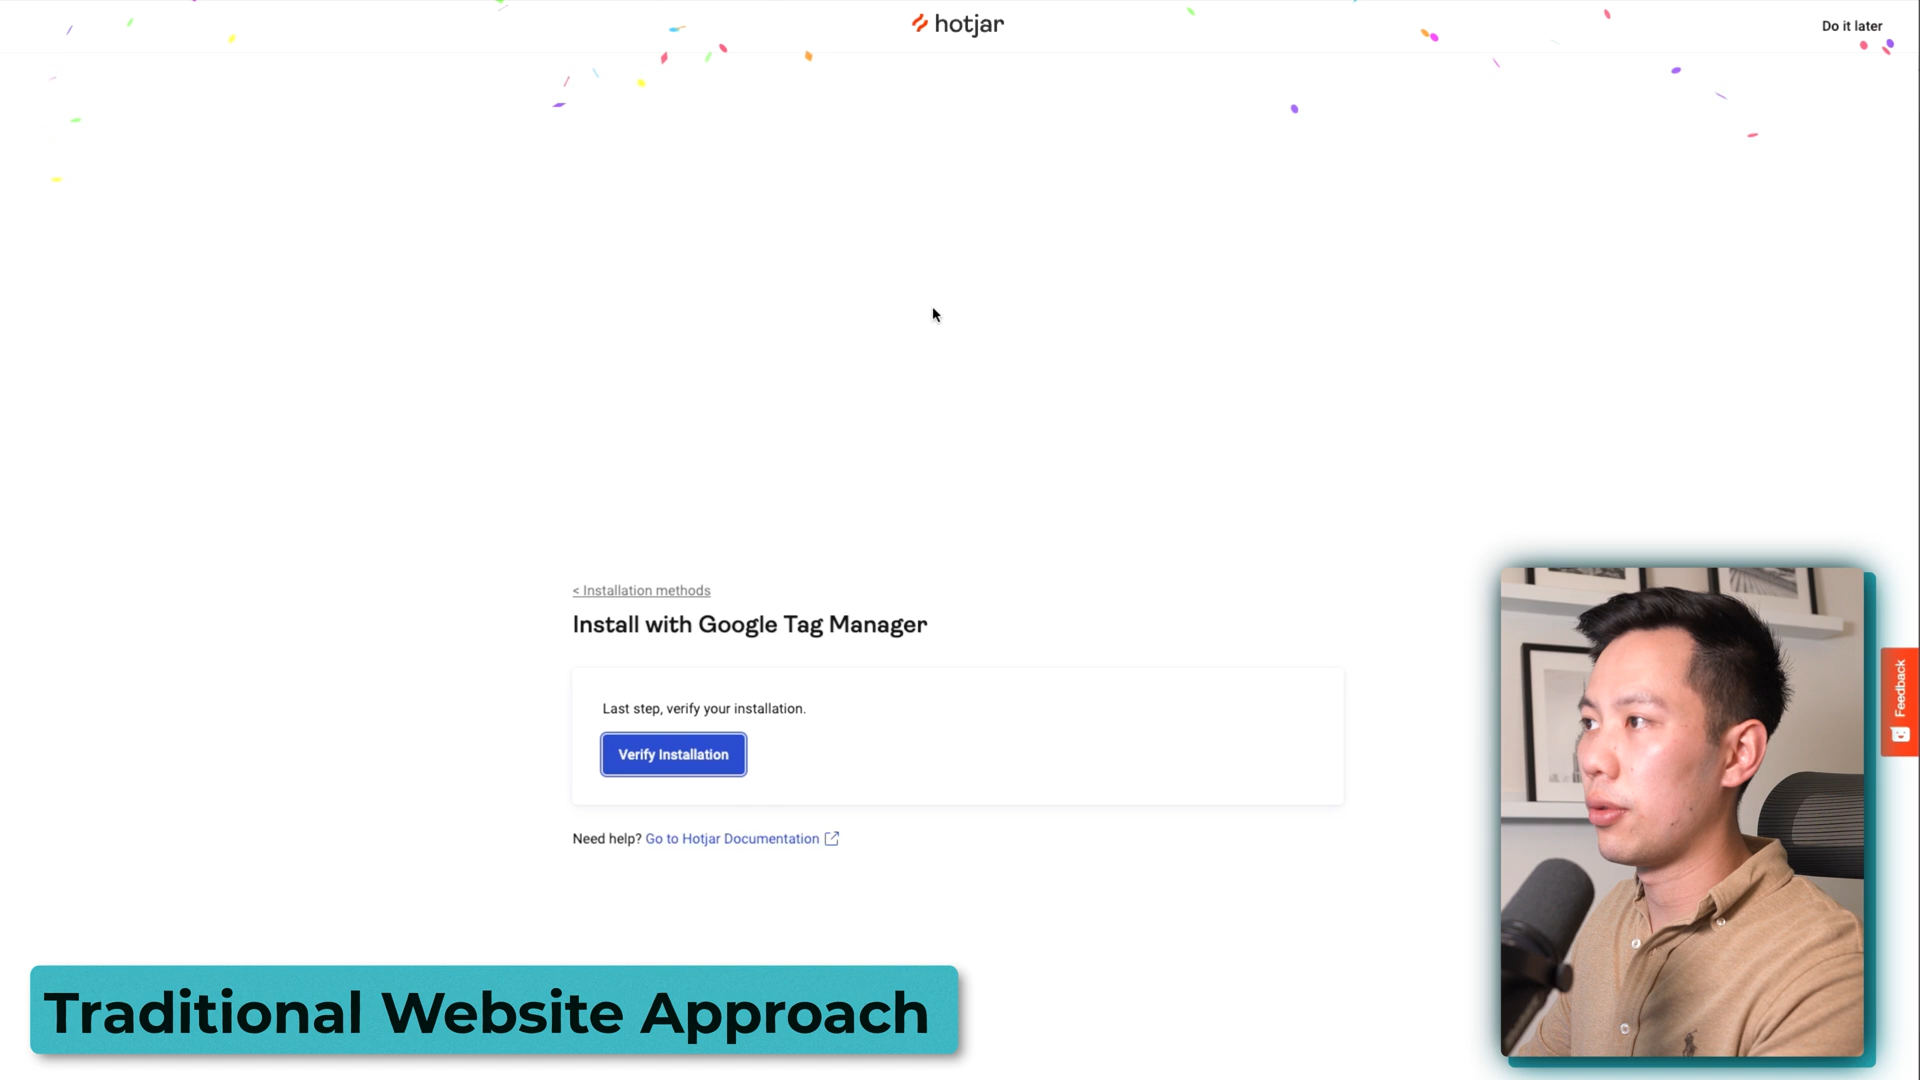 hotjar
Do it later
< Installation methods
Install with Google Tag Manager
Last step, verify your installation.
Verify Installation
Need help? Go to Hotjar Documentation
Feedback
Traditional Website Approach